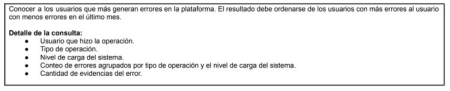 Conocer a los usuarios que más generan errores en la plataforma. El resultado debe ordenarse de los usuarios con más errores al usuario
con menos errores en el último mes.
Detalle de la consulta:
● Usuario que hizo la operación.
● Tipo de operación.
● Nivel de carga del sistema.
● Conteo de errores agrupados por tipo de operación y el nivel de carga del sistema.
● Cantidad de evidencias del error.